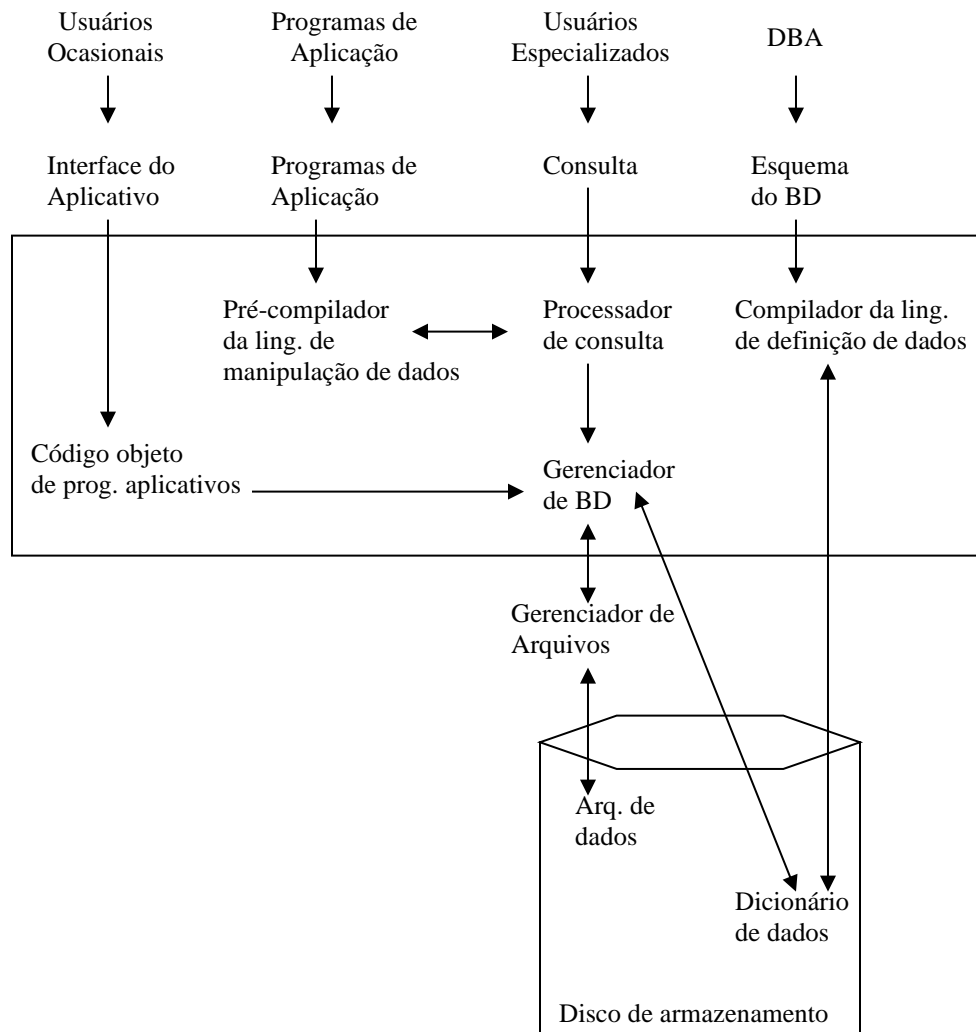 Usuários
Ocasionais
Programas de
Aplicação
Usuários
Especializados
DBA
Interface do
Aplicativo
Programas de
Aplicação
Consulta
Esquema
do BD
Pré-compilador
da ling. de
manipulação de dados
Processador
de consulta
Compilador da ling.
de definição de dados
Código objeto
de prog. aplicativos
Gerenciador
de BD
Gerenciador de
Arquivos
Arq. de
dados
Dicionário
de dados
Disco de armazenamento